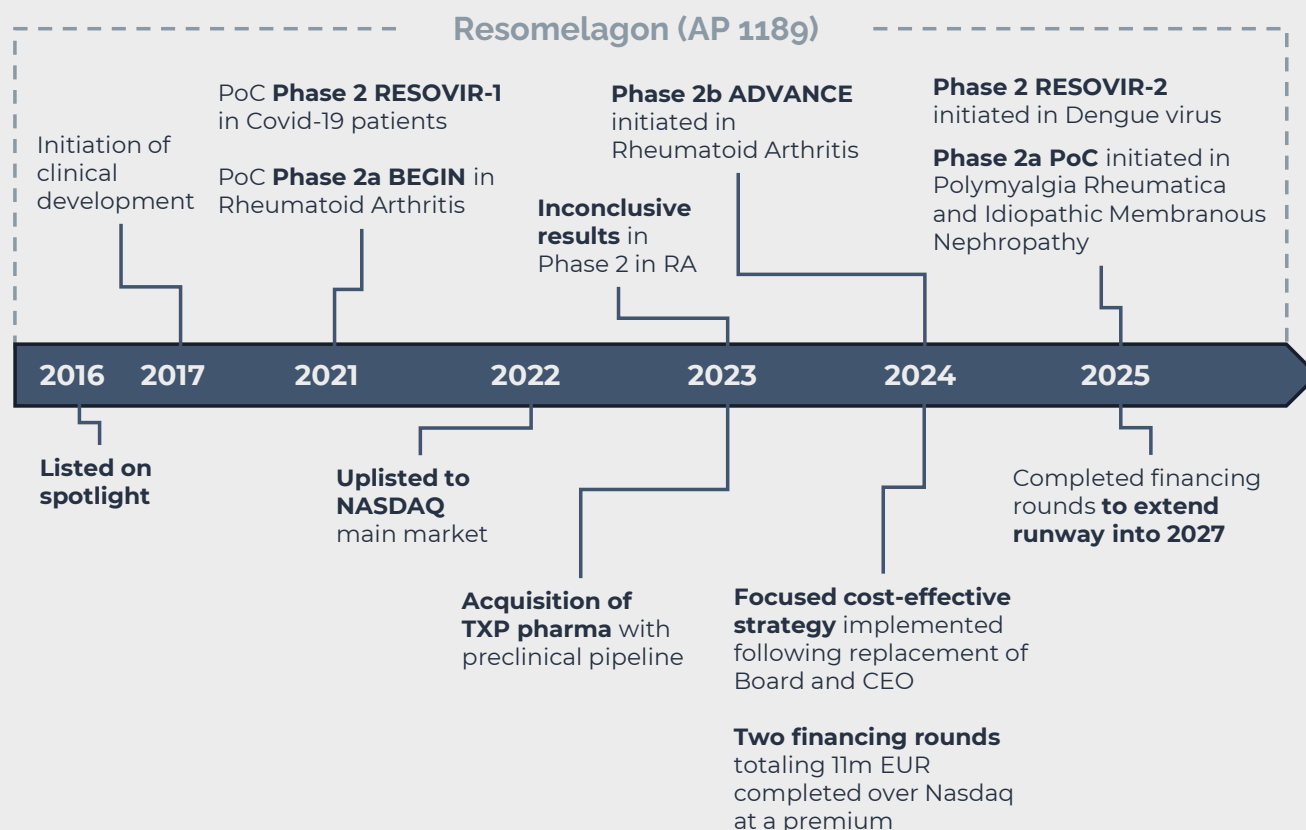 Resomelagon (AP 1189)
Initiation of
clinical
development
PoC Phase 2 RESOVIR-1
in Covid-19 patients
PoC Phase 2a BEGIN in
Rheumatoid Arthritis
Inconclusive
results in
Phase 2 in RA
Phase 2b ADVANCE
initiated in
Rheumatoid Arthritis
Phase 2 RESOVIR-2
initiated in Dengue virus
Phase 2a PoC initiated in
Polymyalgia Rheumatica
and Idiopathic Membranous
Nephropathy
2016 2017 2021 2022 2023 2024 2025
Listed on
spotlight
Uplisted to
NASDAQ
main market
Acquisition of
TXP pharma with
preclinical pipeline
Focused cost-effective
strategy implemented
following replacement of
Board and CEO
Two financing rounds
totaling 11m EUR
completed over Nasdaq
at a premium
Completed financing
rounds to extend
runway into 2027